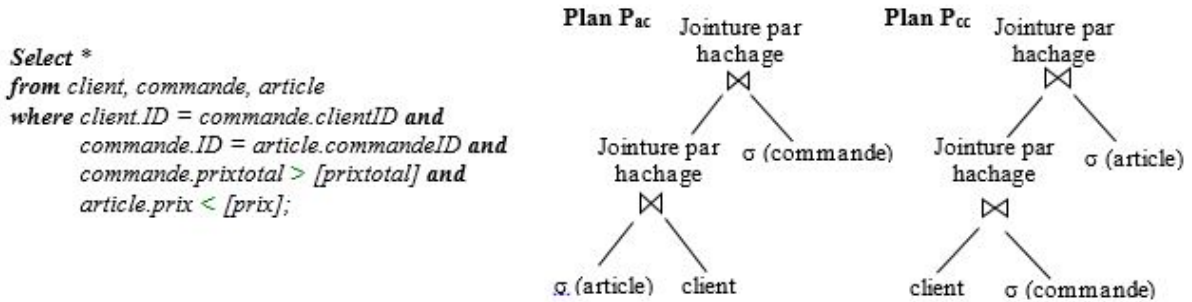 Select *
from client, commande, article
where client.ID = commande.clientID and
commande.ID = article.commandeID and
commande.prixtotal > [prixtotal] and
article.prix < [prix];
Plan Pac
Jointure par
hachage
⋈
Jointure par
hachage
σ (commande)
⋈
σ (article)
client
Plan Pcc
Jointure par
hachage
⋈
Jointure par
hachage
σ (article)
⋈
client
σ (commande)